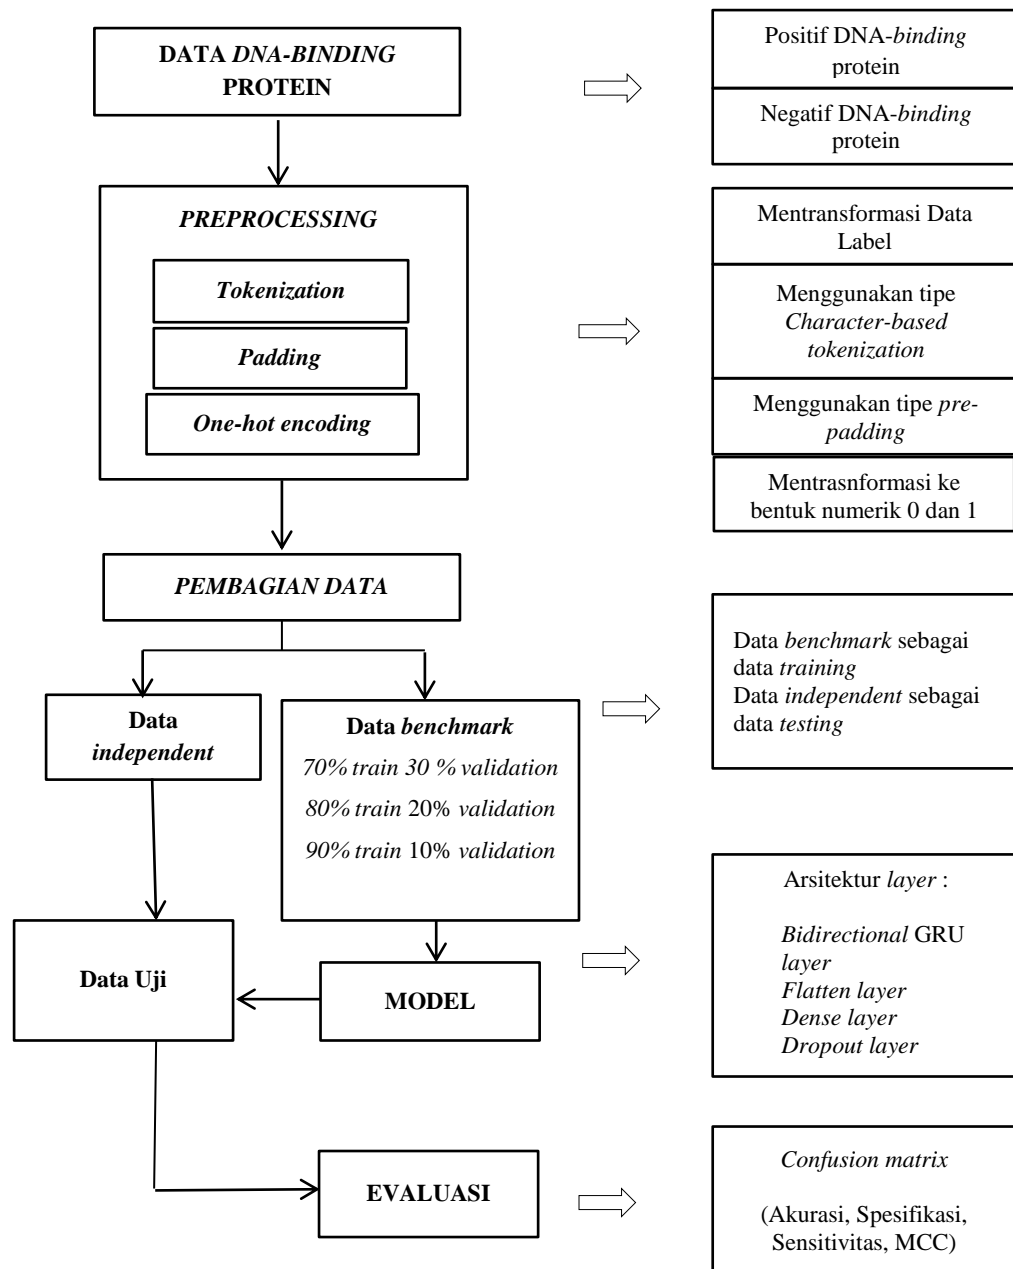 DATA DNA-BINDING
PROTEIN
Positif DNA-binding
protein
Negatif DNA-binding
protein
PREPROCESSING
Tokenization
Padding
One-hot encoding
Mentransformasi Data
Label
Menggunakan tipe
Character-based
tokenization
Menggunakan tipe pre-
padding
Mentrasnformasi ke
bentuk numerik 0 dan 1
PEMBAGIAN DATA
Data
independent
Data benchmark
70% train 30 % validation
80% train 20% validation
90% train 10% validation
Data benchmark sebagai
data training
Data independent sebagai
data testing
Data Uji
MODEL
Arsitektur layer :
Bidirectional GRU
layer
Flatten layer
Dense layer
Dropout layer
EVALUASI
Confusion matrix
(Akurasi, Spesifikasi,
Sensitivitas, MCC)